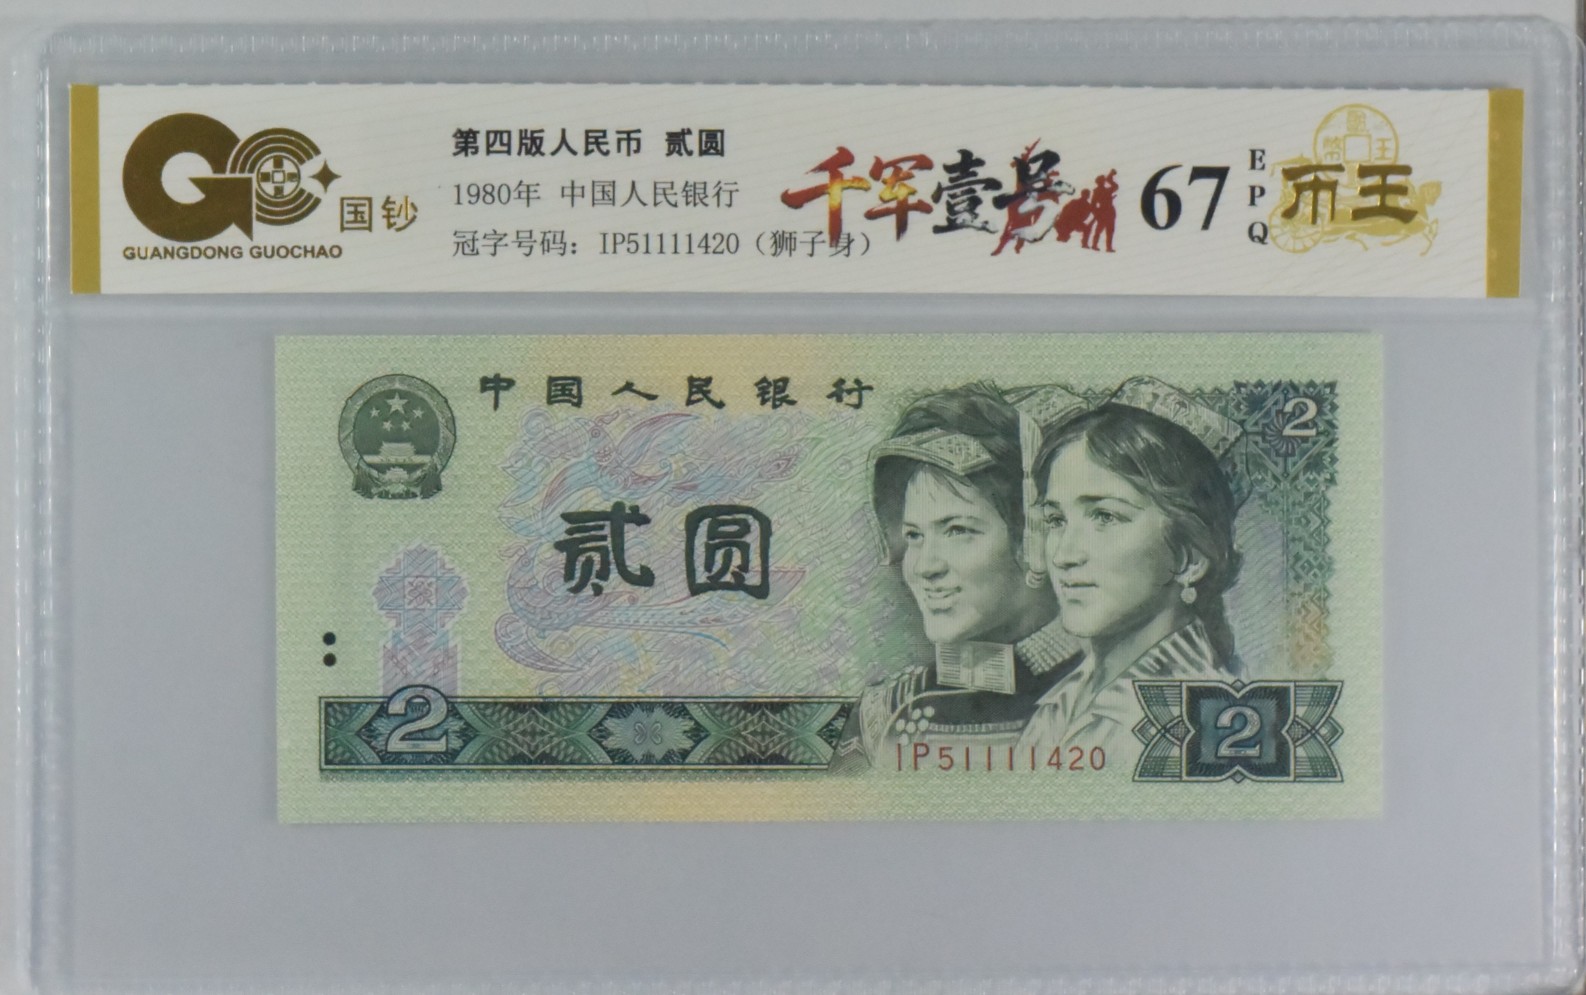 国钞
GUANGDONG GUOCHAO
第四版人民币 贰圆
1980年 中国人民银行
冠字号码：IP51111420（狮子身）
千军壹号
67
EPQ
币王
中国人民银行
2
贰圆
2
IP51111420
2